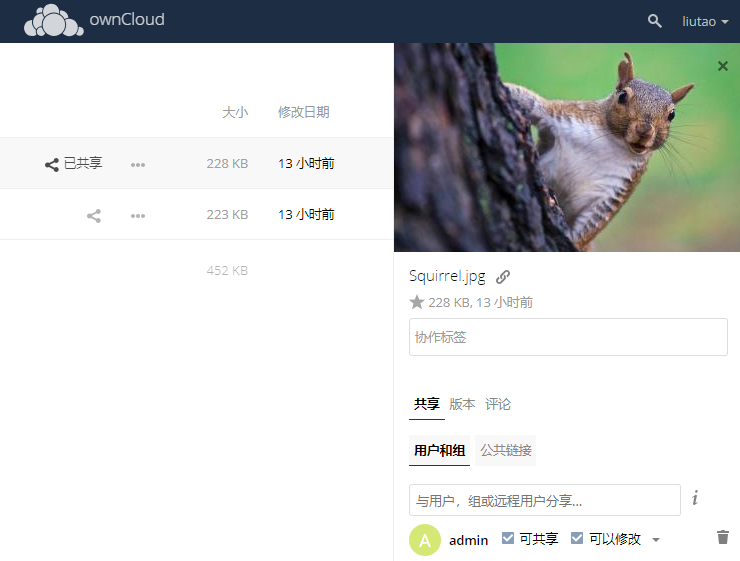 ownCloud
liutao
大小 修改日期
已共享 228 KB 13 小时前
223 KB 13 小时前
452 KB
Squirrel.jpg
228 KB, 13 小时前
协作标签
共享 版本 评论
用户和组 公共链接
与用户，组或远程用户分享...
i
A admin 可共享 可以修改